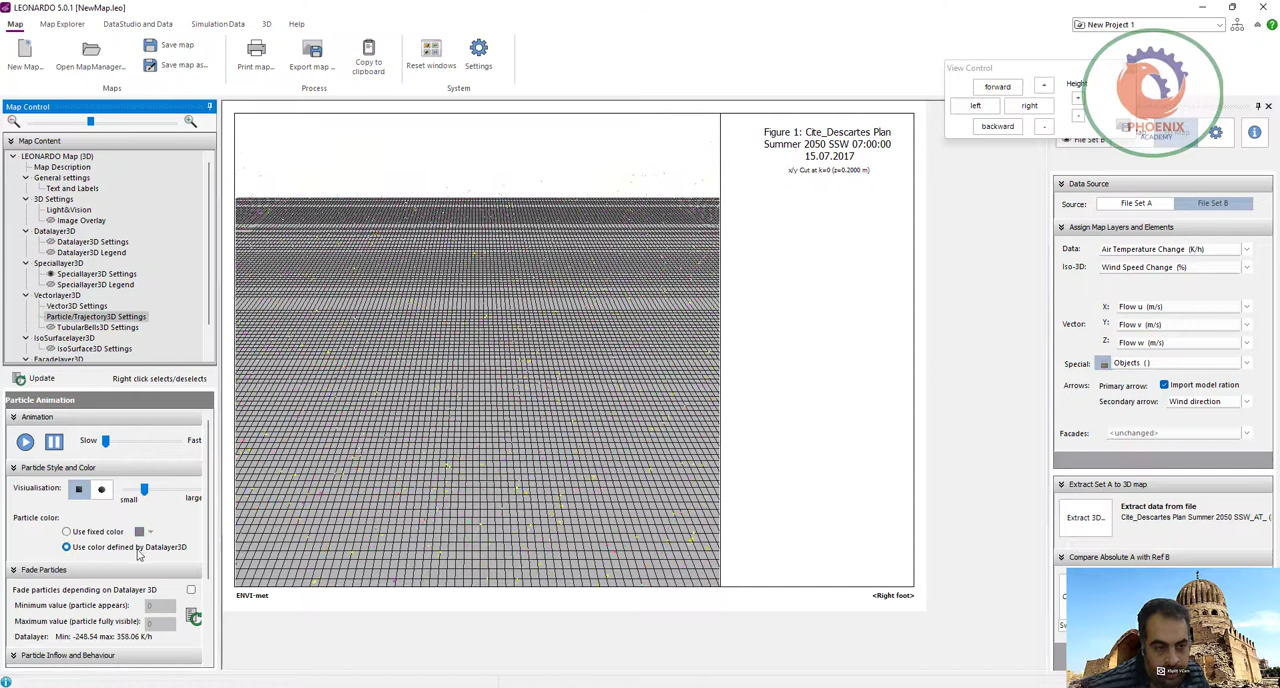 LEONARDO 5.0.1 [NewMap.leo]
Map
Map Explorer
DataStudio and Data
Simulation Data
3D
Help
New Project 1
New Map...
Open MapManager...
Save map
Save map as...
Maps
Print map...
Export map ...
Copy to clipboard
Process
Reset windows
Settings
System
View Control
forward
+
Height
left
right
+
backward
-
-
PHOENIX
ACADEMY
File Set B
Map Control
Map Content
LEONARDO Map (3D)
Map Description
General settings
Text and Labels
3D Settings
Light&Vision
Image Overlay
Datalayer3D
Datalayer3D Settings
Datalayer3D Legend
Speciallayer3D
Speciallayer3D Settings
Speciallayer3D Legend
Vectorlayer3D
Vector3D Settings
Particle/Trajectory3D Settings
TubularBells3D Settings
IsoSurfacelayer3D
IsoSurface3D Settings
Facadelayer3D
Update
Right click selects/deselects
Particle Animation
Animation
Slow
Fast
Particle Style and Color
Visiualisation:
small
large
Particle color:
Use fixed color
Use color defined by Datalayer3D
Fade Particles
Fade particles depending on Datalayer 3D
Minimum value (particle appears):
0
Maximum value (particle fully visible):
0
Datalayer: Min: -248.54 max: 358.06 K/h
Particle Inflow and Behaviour
Figure 1: Cite_Descartes Plan
Summer 2050 SSW 07:00:00
15.07.2017
x/y Cut at k=0 (z=0.2000 m)
ENVI-met
<Right foot>
Data Source
Source:
File Set A
File Set B
Assign Map Layers and Elements
Data:
Air Temperature Change (K/h)
Iso-3D:
Wind Speed Change (%)
Vector:
X:
Flow u (m/s)
Y:
Flow v (m/s)
Z:
Flow w (m/s)
Special:
Objects ( )
Arrows:
Primary arrow:
Import model ration
Secondary arrow:
Wind direction
Facades:
<unchanged>
Extract Set A to 3D map
Extract 3D...
Extract data from file
Cite_Descartes Plan Summer 2050 SSW_AT_ (
Compare Absolute A with Ref B